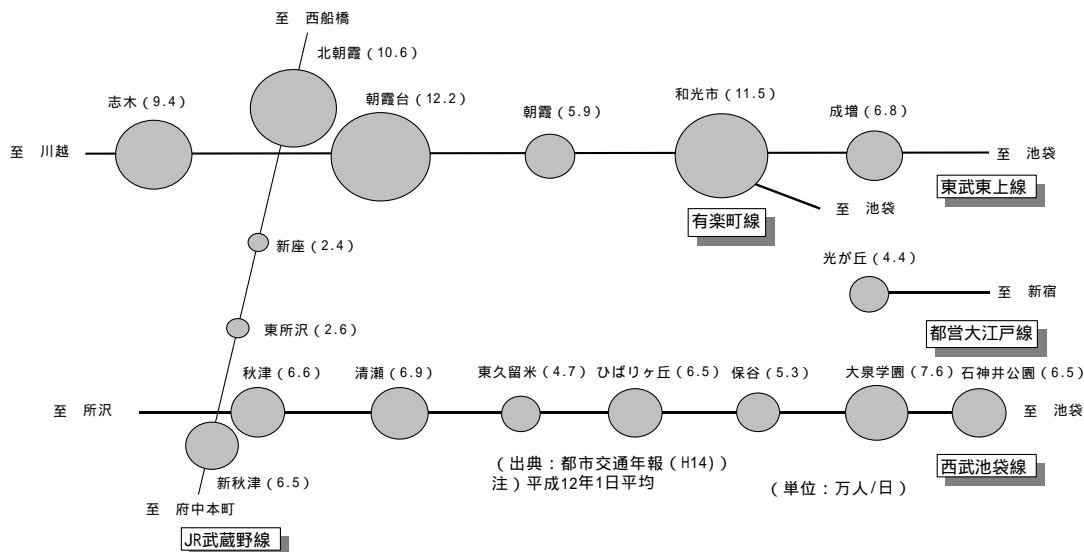 至 西船橋
北朝霞（10.6）
志木（9.4）
朝霞台（12.2）
朝霞（5.9）
和光市（11.5）
成増（6.8）
至 川越
至 池袋
東武東上線
至 池袋
有楽町線
新座（2.4）
光が丘（4.4）
至 新宿
都営大江戸線
東所沢（2.6）
秋津（6.6）
清瀬（6.9）
東久留米（4.7）
ひばりヶ丘（6.5）
保谷（5.3）
大泉学園（7.6）
石神井公園（6.5）
至 所沢
至 池袋
西武池袋線
新秋津（6.5）
（出典：都市交通年報（H14)）
注）平成12年1日平均
（単位：万人/日）
至 府中本町
JR武蔵野線